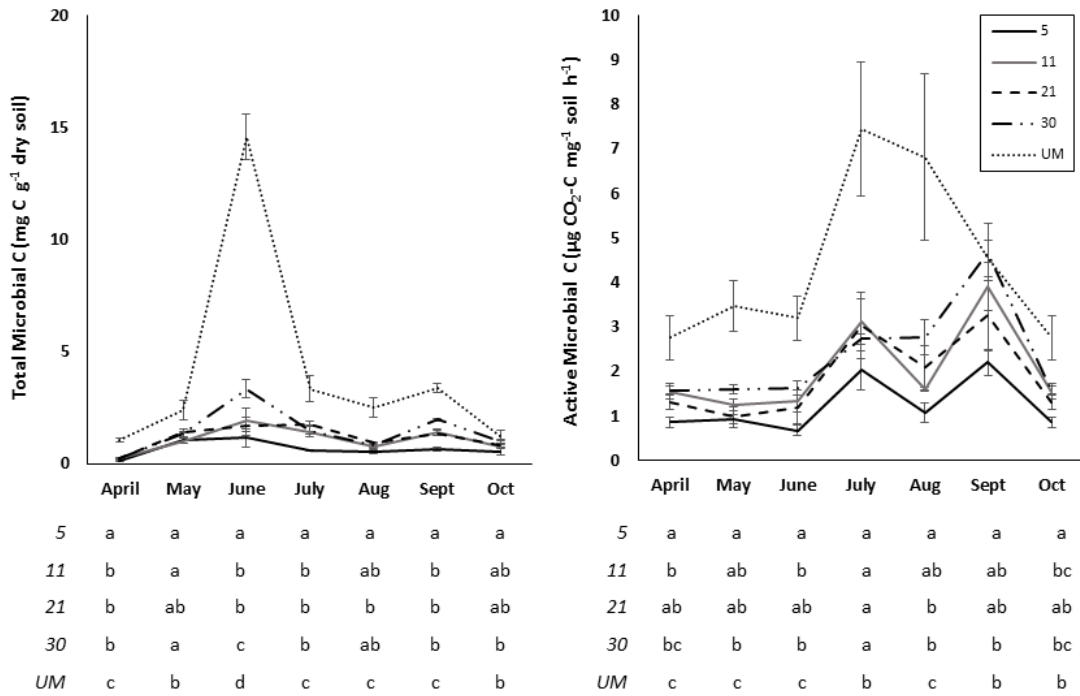 Total Microbial C (mg C g⁻¹ dry soil)
20
15
10
5
0
April May June July Aug Sept Oct
5 a a a a a a a
11 b a b b ab b ab
21 b ab b b b b ab
30 b a c b ab b b
UM c b d c c c b
Active Microbial C (µg CO₂-C mg⁻¹ soil h⁻¹)
10
9
8
7
6
5
4
3
2
1
0
5
11
21
30
UM
April May June July Aug Sept Oct
a a a a a a a
b ab b a ab ab bc
ab ab ab a b ab ab
bc b b a b b bc
c c c b c b b
5
11
21
30
UM